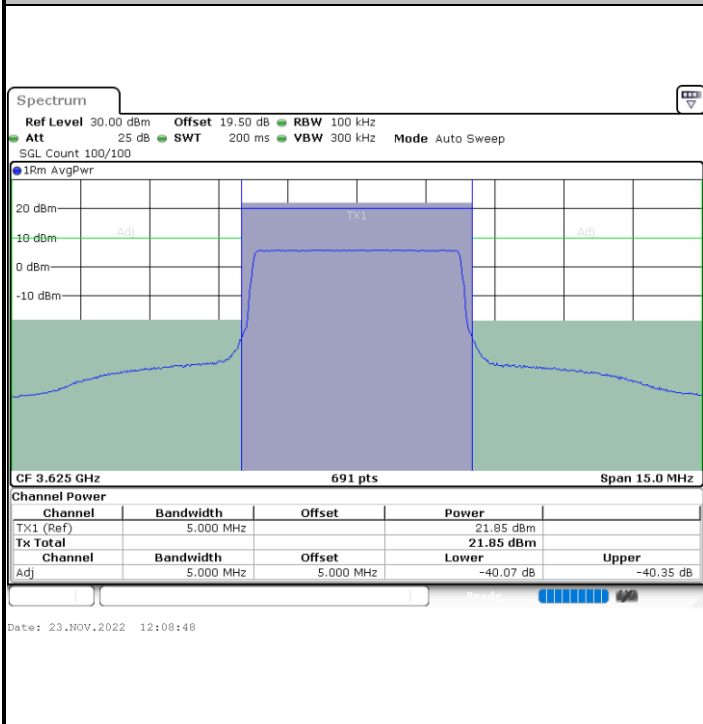 Spectrum
Ref Level 30.00 dBm Offset 19.50 dB RBW 100 kHz
Att 25 dB SWT 200 ms VBW 300 kHz Mode Auto Sweep
SGL Count 100/100
1Rm AvgPwr
20 dBm
TX1
10 dBm
Adj
Adj
0 dBm
-10 dBm
CF 3.625 GHz 691 pts Span 15.0 MHz
Channel Power
Channel Bandwidth Offset Power
TX1 (Ref) 5.000 MHz 21.85 dBm
Tx Total 21.85 dBm
Channel Bandwidth Offset Lower Upper
Adj 5.000 MHz 5.000 MHz -40.07 dB -40.35 dB
Ready
Date: 23.NOV.2022 12:08:48